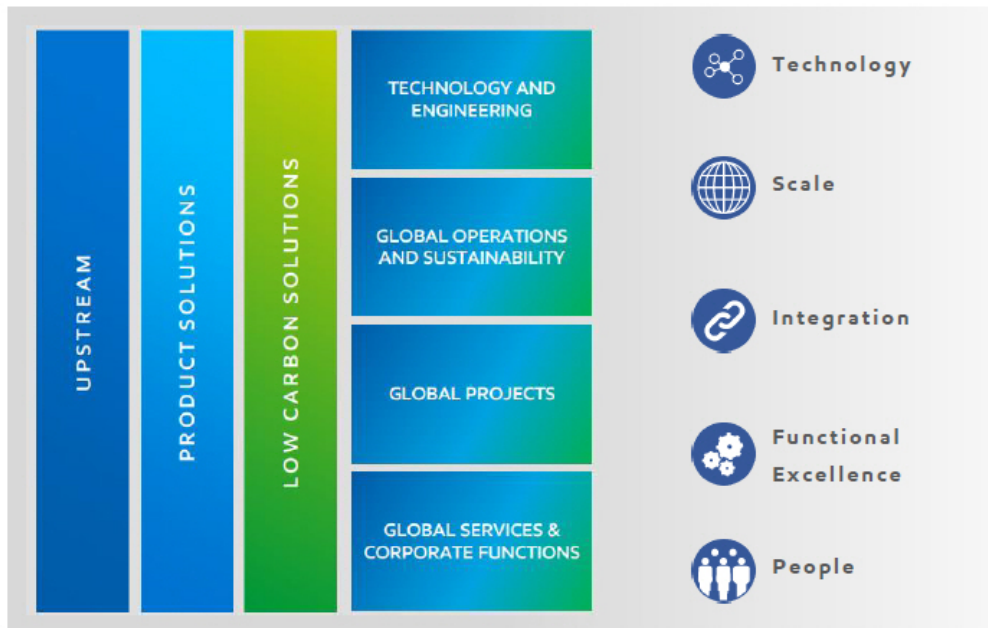 UPSTREAM
PRODUCT SOLUTIONS
LOW CARBON SOLUTIONS
TECHNOLOGY AND
ENGINEERING
GLOBAL OPERATIONS
AND SUSTAINABILITY
GLOBAL PROJECTS
GLOBAL SERVICES &
CORPORATE FUNCTIONS
Technology
Scale
Integration
Functional
Excellence
People